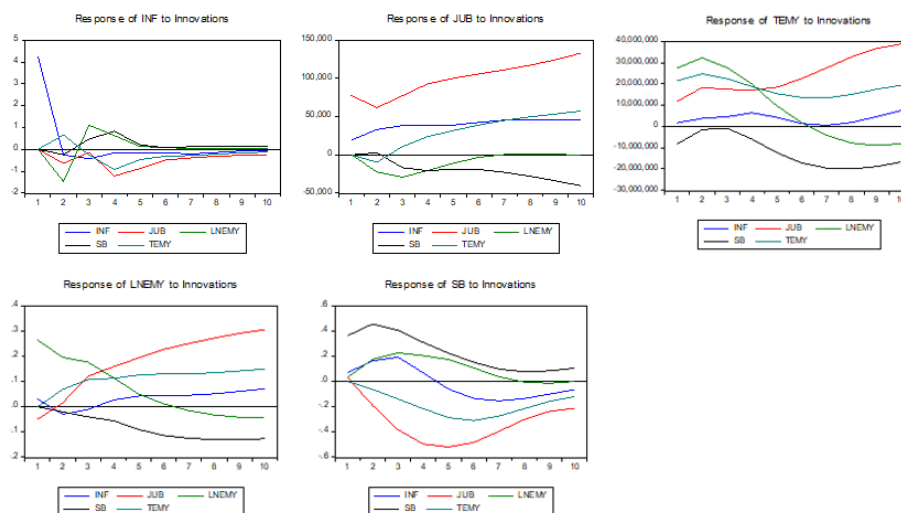 Response of INF to Innovations
5
4
3
2
1
0
-1
-2
1 2 3 4 5 6 7 8 9 10
INF JUB LNEMY
SB TEMY
Response of JUB to Innovations
150,000
100,000
50,000
0
-50,000
1 2 3 4 5 6 7 8 9 10
INF JUB LNEMY
SB TEMY
Response of TEMY to Innovations
40,000,000
30,000,000
20,000,000
10,000,000
0
-10,000,000
-20,000,000
-30,000,000
1 2 3 4 5 6 7 8 9 10
INF JUB LNEMY
SB TEMY
Response of LNEMY to Innovations
.4
.3
.2
.1
.0
.1
.2
1 2 3 4 5 6 7 8 9 10
INF JUB LNEMY
SB TEMY
Response of SB to Innovations
.6
.4
.2
.0
-.2
-.4
-.6
1 2 3 4 5 6 7 8 9 10
INF JUB LNEMY
SB TEMY